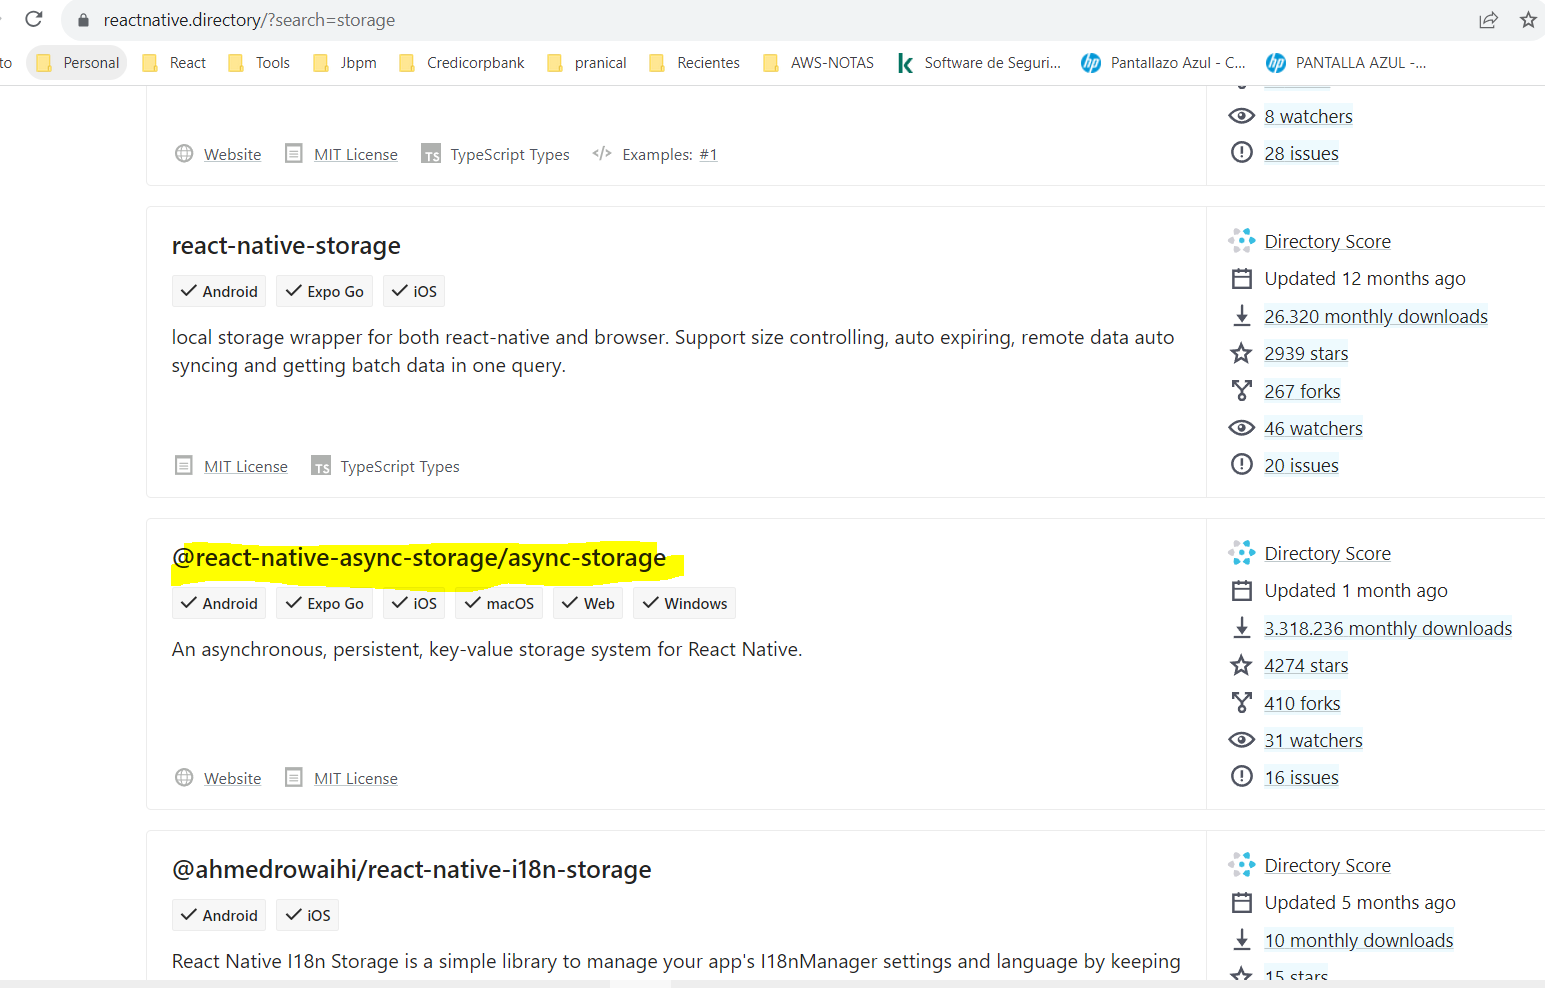 reactnative.directory/?search=storage
to Personal React Tools Jbpm Credicorpbank pranical Recientes AWS-NOTAS Software de Seguri... Pantallazo Azul - C... PANTALLA AZUL -...
8 watchers
Website MIT License TS TypeScript Types Examples: #1
28 issues
react-native-storage
Android Expo Go iOS
local storage wrapper for both react-native and browser. Support size controlling, auto expiring, remote data auto
syncing and getting batch data in one query.
MIT License TS TypeScript Types
Directory Score
Updated 12 months ago
26.320 monthly downloads
2939 stars
267 forks
46 watchers
20 issues
@react-native-async-storage/async-storage
Android Expo Go iOS macOS Web Windows
An asynchronous, persistent, key-value storage system for React Native.
Website MIT License
Directory Score
Updated 1 month ago
3.318.236 monthly downloads
4274 stars
410 forks
31 watchers
16 issues
@ahmedrowaihi/react-native-i18n-storage
Android iOS
React Native I18n Storage is a simple library to manage your app's I18nManager settings and language by keeping
Directory Score
Updated 5 months ago
10 monthly downloads
15 stars